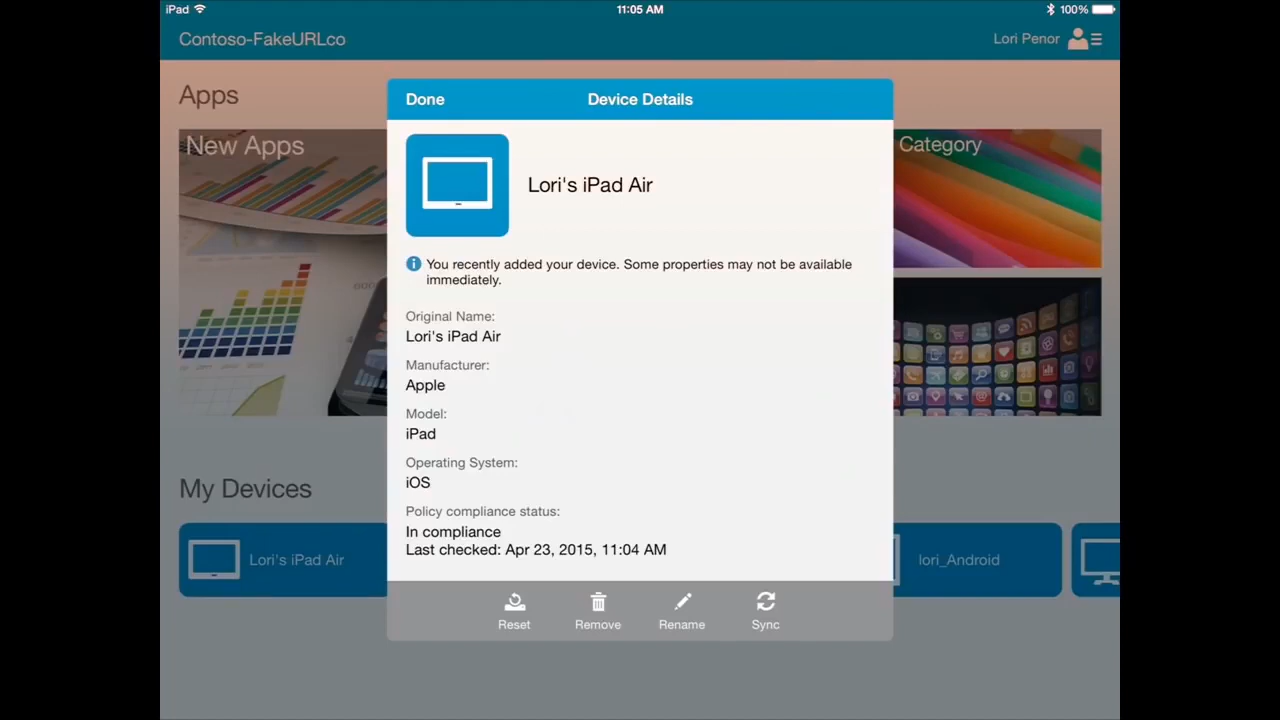 iPad
11:05 AM
100%
Contoso-FakeURLco
Lori Penor
Apps
New Apps
Category
Done
Device Details
Lori's iPad Air
You recently added your device. Some properties may not be available
immediately.
Original Name:
Lori's iPad Air
Manufacturer:
Apple
Model:
iPad
Operating System:
iOS
Policy compliance status:
In compliance
Last checked: Apr 23, 2015, 11:04 AM
My Devices
Lori's iPad Air
lori_Android
Reset
Remove
Rename
Sync